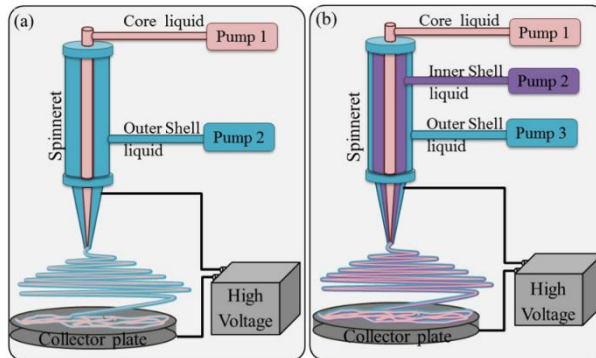 (a)
Core liquid
Pump 1
Spinneret
Outer Shell
liquid
Pump 2
High
Voltage
Collector plate
(b)
Core liquid
Pump 1
Inner Shell
liquid
Pump 2
Spinneret
Outer Shell
liquid
Pump 3
High
Voltage
Collector plate